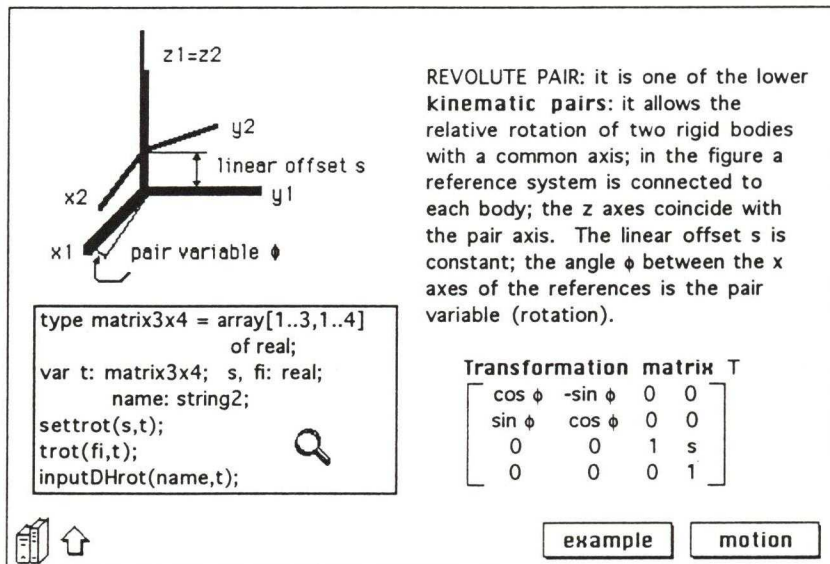 z1=z2
y2
linear offset s
x2
y1
x1
pair variable ϕ
REVOLUTE PAIR: it is one of the lower
kinematic pairs: it allows the
relative rotation of two rigid bodies
with a common axis; in the figure a
reference system is connected to
each body; the z axes coincide with
the pair axis. The linear offset s is
constant; the angle ϕ between the x
axes of the references is the pair
variable (rotation).
type matrix3x4 = array[1..3,1..4]
of real;
var t: matrix3x4; s, fi: real;
name: string2;
settrot(s,t);
trot(fi,t);
inputDHrot(name,t);
Transformation matrix T
cos ϕ -sin ϕ 0 0
sin ϕ cos ϕ 0 0
0 0 1 s
0 0 0 1
example
motion